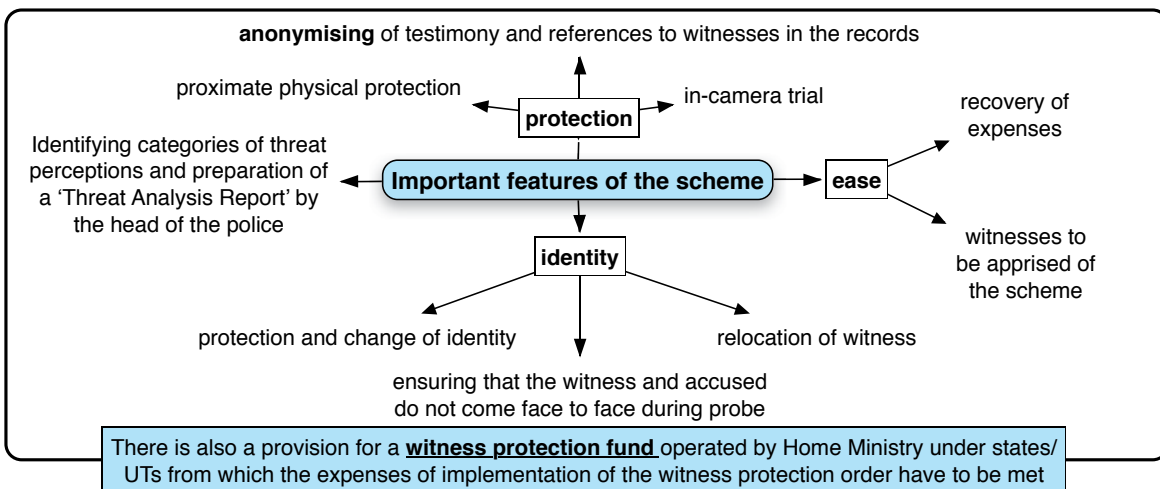 anonymising of testimony and references to witnesses in the records
proximate physical protection
in-camera trial
protection
recovery of
expenses
Identifying categories of threat
perceptions and preparation of
a ‘Threat Analysis Report’ by
the head of the police
Important features of the scheme
ease
witnesses to
be apprised of
the scheme
identity
protection and change of identity
relocation of witness
ensuring that the witness and accused
do not come face to face during probe
There is also a provision for a witness protection fund operated by Home Ministry under states/
UTs from which the expenses of implementation of the witness protection order have to be met